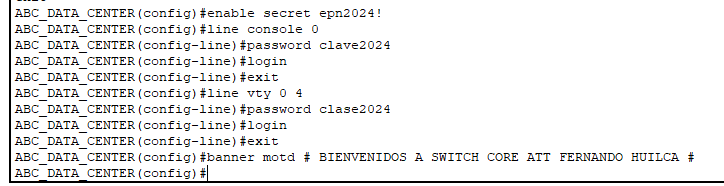 ABC_DATA_CENTER(config)#enable secret epn2024!
ABC_DATA_CENTER(config)#line console 0
ABC_DATA_CENTER(config-line)#password clave2024
ABC_DATA_CENTER(config-line)#login
ABC_DATA_CENTER(config-line)#exit
ABC_DATA_CENTER(config)#line vty 0 4
ABC_DATA_CENTER(config-line)#password clase2024
ABC_DATA_CENTER(config-line)#login
ABC_DATA_CENTER(config-line)#exit
ABC_DATA_CENTER(config)#banner motd # BIENVENIDOS A SWITCH CORE ATT FERNANDO HUILCA #
ABC_DATA_CENTER(config)#